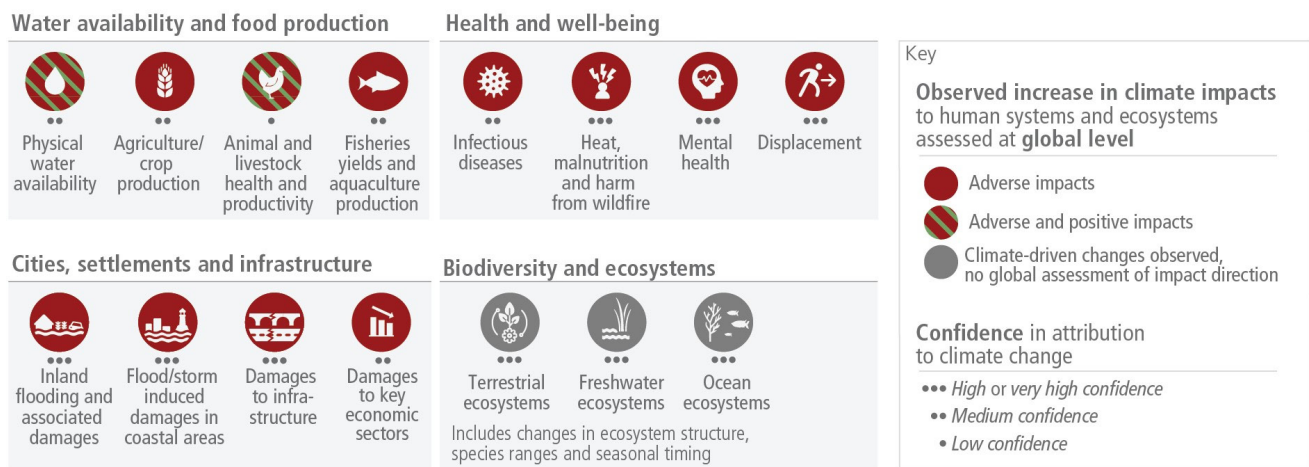 Water availability and food production
Physical
water
availability
Agriculture/
crop
production
Animal and
livestock
health and
productivity
Fisheries
yields and
aquaculture
production
Health and well-being
Infectious
diseases
Heat,
malnutrition
and harm
from wildfire
Mental
health
Displacement
Cities, settlements and infrastructure
Inland
flooding and
associated
damages
Flood/storm
induced
damages in
coastal areas
Damages
to infra-
structure
Damages
to key
economic
sectors
Biodiversity and ecosystems
Terrestrial
ecosystems
Freshwater
ecosystems
Ocean
ecosystems
Includes changes in ecosystem structure,
species ranges and seasonal timing
Key
Observed increase in climate impacts
to human systems and ecosystems
assessed at global level
Adverse impacts
Adverse and positive impacts
Climate-driven changes observed,
no global assessment of impact direction
Confidence in attribution
to climate change
••• High or very high confidence
•• Medium confidence
• Low confidence